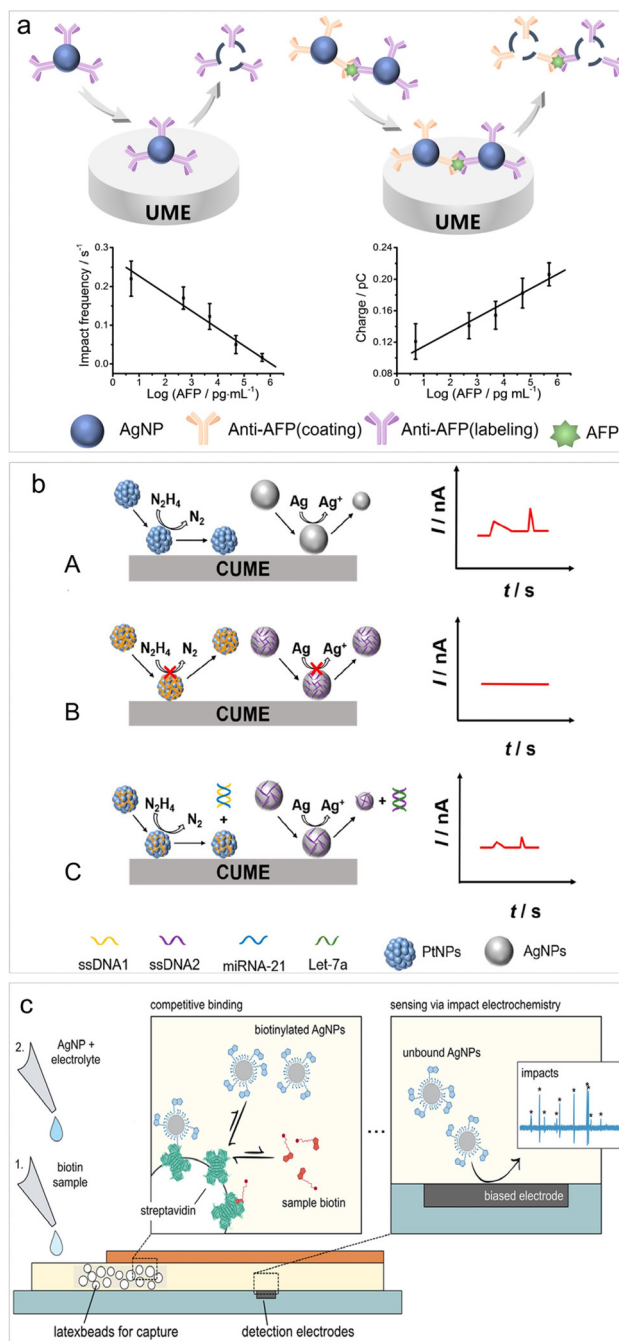 a
UME
UME
Impact frequency / s⁻¹
0.3
0.2
0.1
0.0
0 1 2 3 4 5 6
Log (AFP / pg·mL⁻¹)
Charge / pC
0.24
0.20
0.16
0.12
0.08
0 1 2 3 4 5 6
Log (AFP / pg mL⁻¹)
AgNP
Anti-AFP(coating)
Anti-AFP(labeling)
AFP
b
N₂H₄
N₂
Ag
Ag⁺
CUME
A
I / nA
t / s
N₂H₄
N₂
Ag
Ag⁺
CUME
B
I / nA
t / s
N₂H₄
N₂
+
Ag
Ag⁺
+
CUME
C
I / nA
t / s
ssDNA1
ssDNA2
miRNA-21
Let-7a
PtNPs
AgNPs
c
competitive binding
sensing via impact electrochemistry
2.
AgNP +
electrolyte
biotinylated AgNPs
unbound AgNPs
impacts
1.
biotin
sample
streptavidin
sample biotin
...
biased electrode
latexbeads for capture
detection electrodes